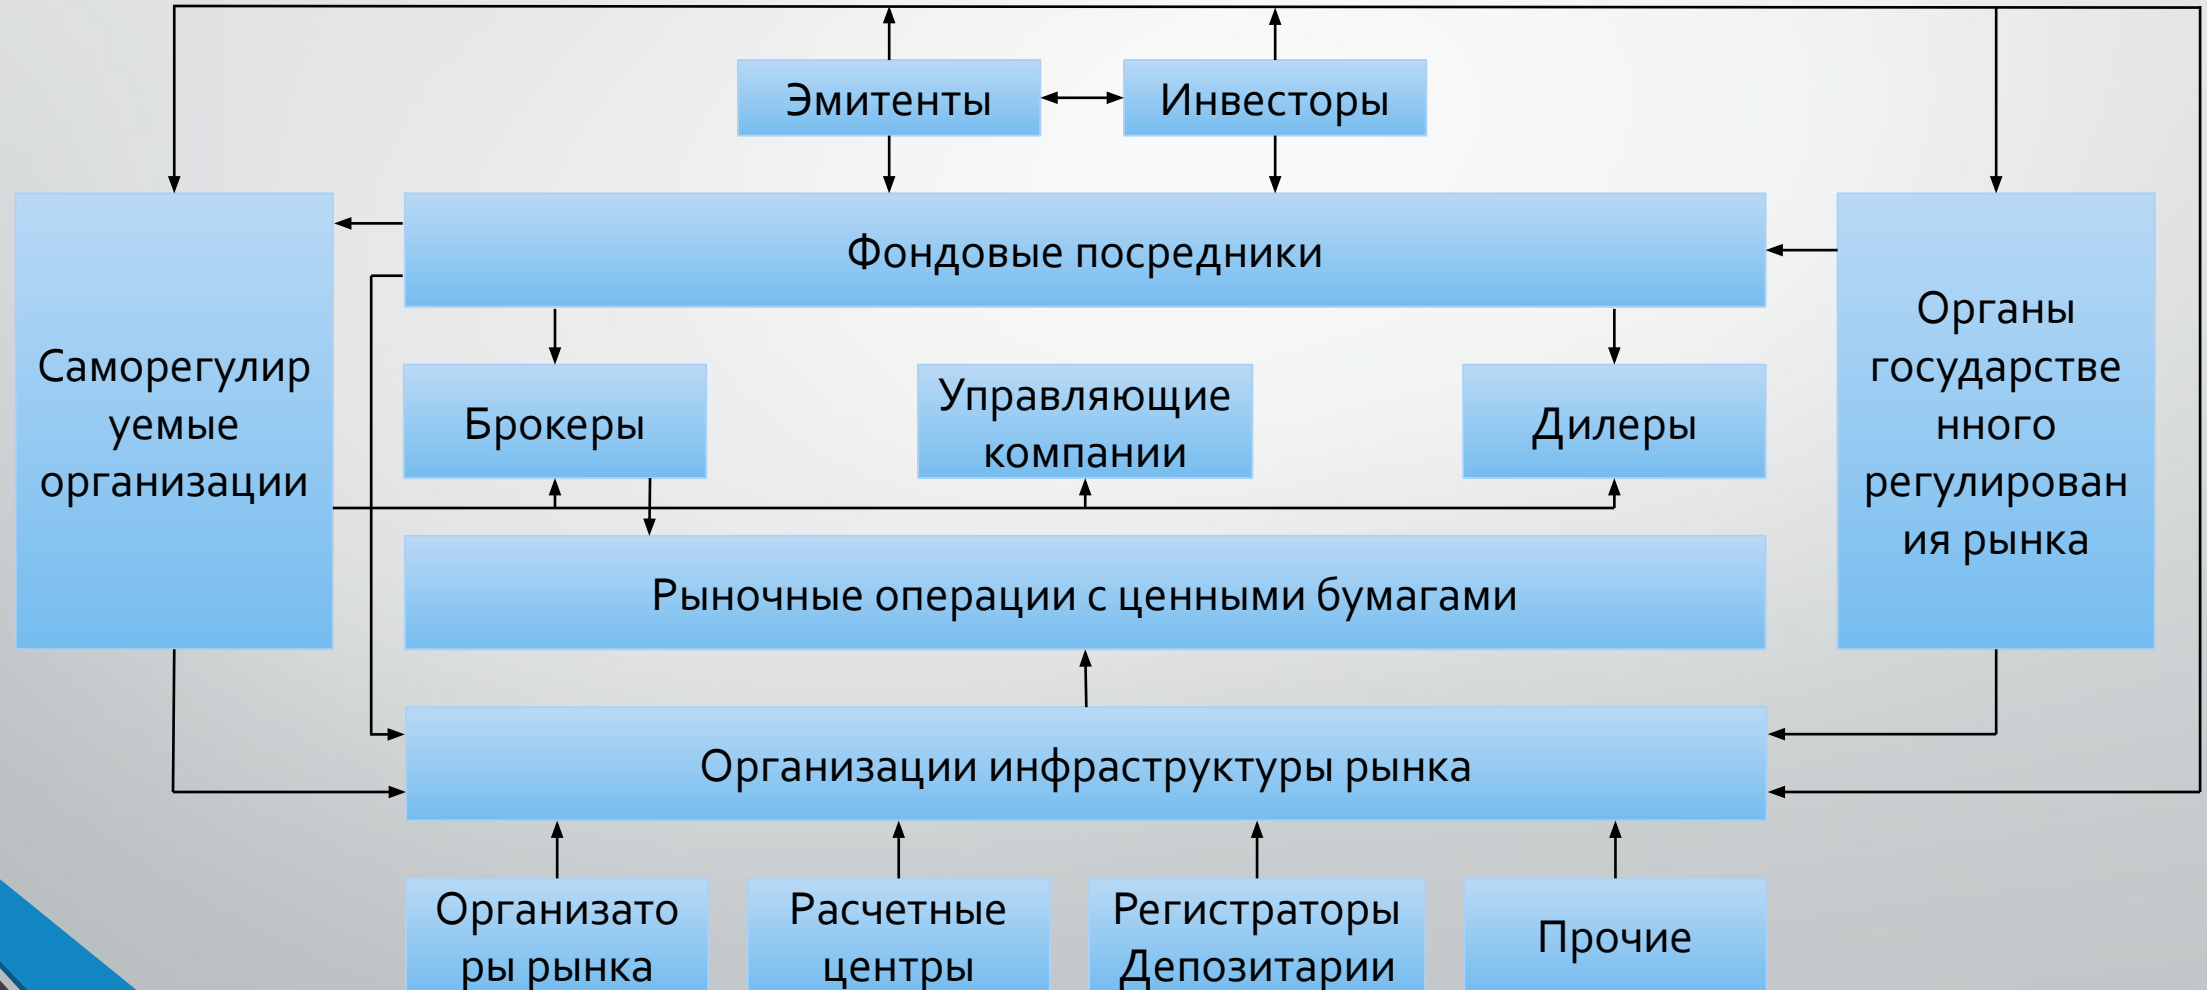 Эмитенты
Инвесторы
Фондовые посредники
Саморегулир
уемые
организации
Органы
государстве
нного
регулирован
ия рынка
Брокеры
Управляющие
компании
Дилеры
Рыночные операции с ценными бумагами
Организации инфраструктуры рынка
Организато
ры рынка
Расчетные
центры
Регистраторы
Депозитарии
Прочие